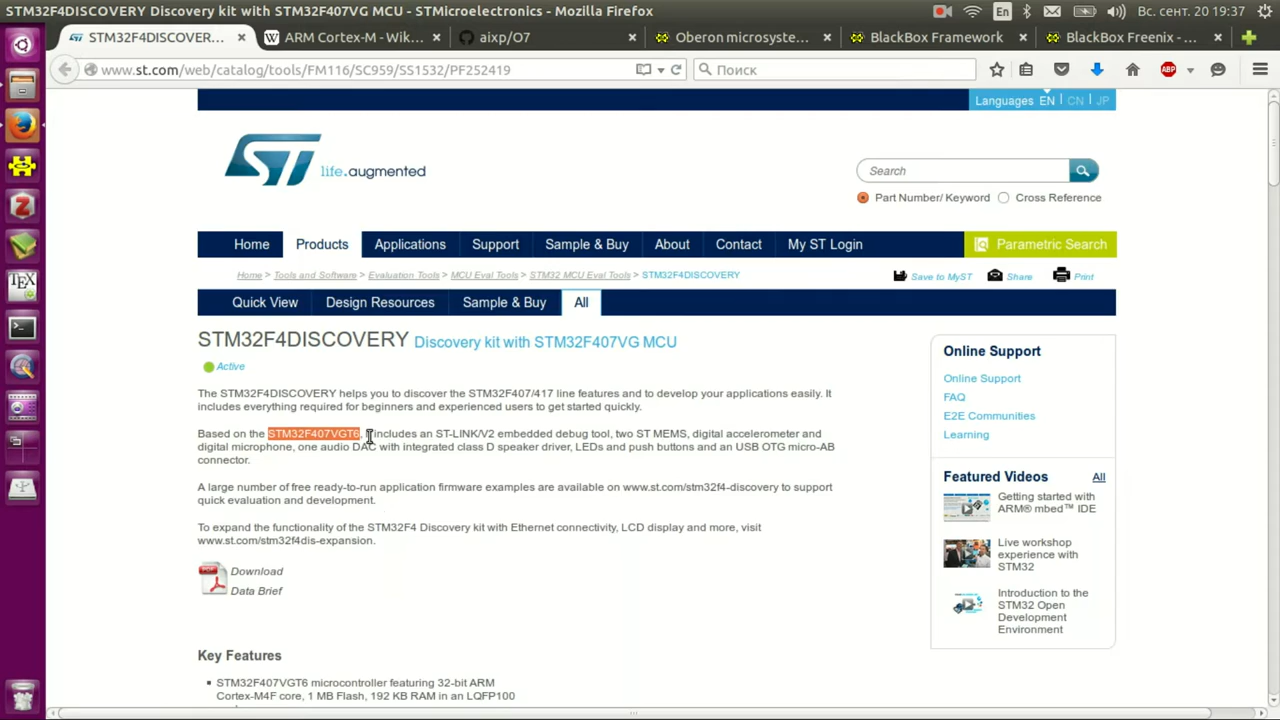 STM32F4DISCOVERY Discovery kit with STM32F407VG MCU - STMicroelectronics - Mozilla Firefox
En
Вс. сент. 20 19:37
STM32F4DISCOVER... ×
ARM Cortex-M - Wik... ×
aixp/O7 ×
Oberon microsyste... ×
BlackBox Framework ×
BlackBox Freenix - ... ×
www.st.com/web/catalog/tools/FM116/SC959/SS1532/PF252419
Поиск
ABP
Languages EN | CN | JP
ST life.augmented
Search
Part Number/ Keyword
Cross Reference
Home Products Applications Support Sample & Buy About Contact My ST Login Parametric Search
Home > Tools and Software > Evaluation Tools > MCU Eval Tools > STM32 MCU Eval Tools > STM32F4DISCOVERY
Save to MyST
Share
Print
Quick View Design Resources Sample & Buy All
STM32F4DISCOVERY Discovery kit with STM32F407VG MCU
Active
The STM32F4DISCOVERY helps you to discover the STM32F407/417 line features and to develop your applications easily. It
includes everything required for beginners and experienced users to get started quickly.
Based on the STM32F407VGT6, it includes an ST-LINK/V2 embedded debug tool, two ST MEMS, digital accelerometer and
digital microphone, one audio DAC with integrated class D speaker driver, LEDs and push buttons and an USB OTG micro-AB
connector.
A large number of free ready-to-run application firmware examples are available on www.st.com/stm32f4-discovery to support
quick evaluation and development.
To expand the functionality of the STM32F4 Discovery kit with Ethernet connectivity, LCD display and more, visit
www.st.com/stm32f4dis-expansion.
PDF
Download
Data Brief
Key Features
STM32F407VGT6 microcontroller featuring 32-bit ARM
Cortex-M4F core, 1 MB Flash, 192 KB RAM in an LQFP100
Online Support
Online Support
FAQ
E2E Communities
Learning
Featured Videos All
Getting started with
ARM® mbed™ IDE
Live workshop
experience with
STM32
Introduction to the
STM32 Open
Development
Environment
TEX